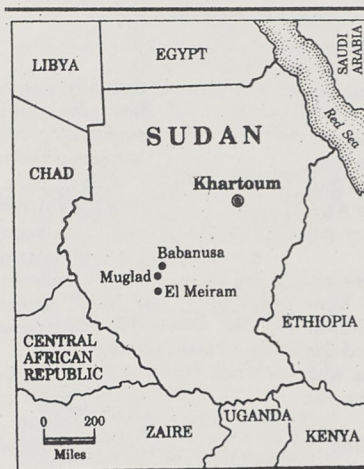 EGYPT
LIBYA
SAUDI
ARABIA
Red Sea
SUDAN
CHAD
Khartoum
Babanusa
Muglad
El Meiram
ETHIOPIA
CENTRAL
AFRICAN
REPUBLIC
0 200
Miles
ZAIRE
UGANDA
KENYA